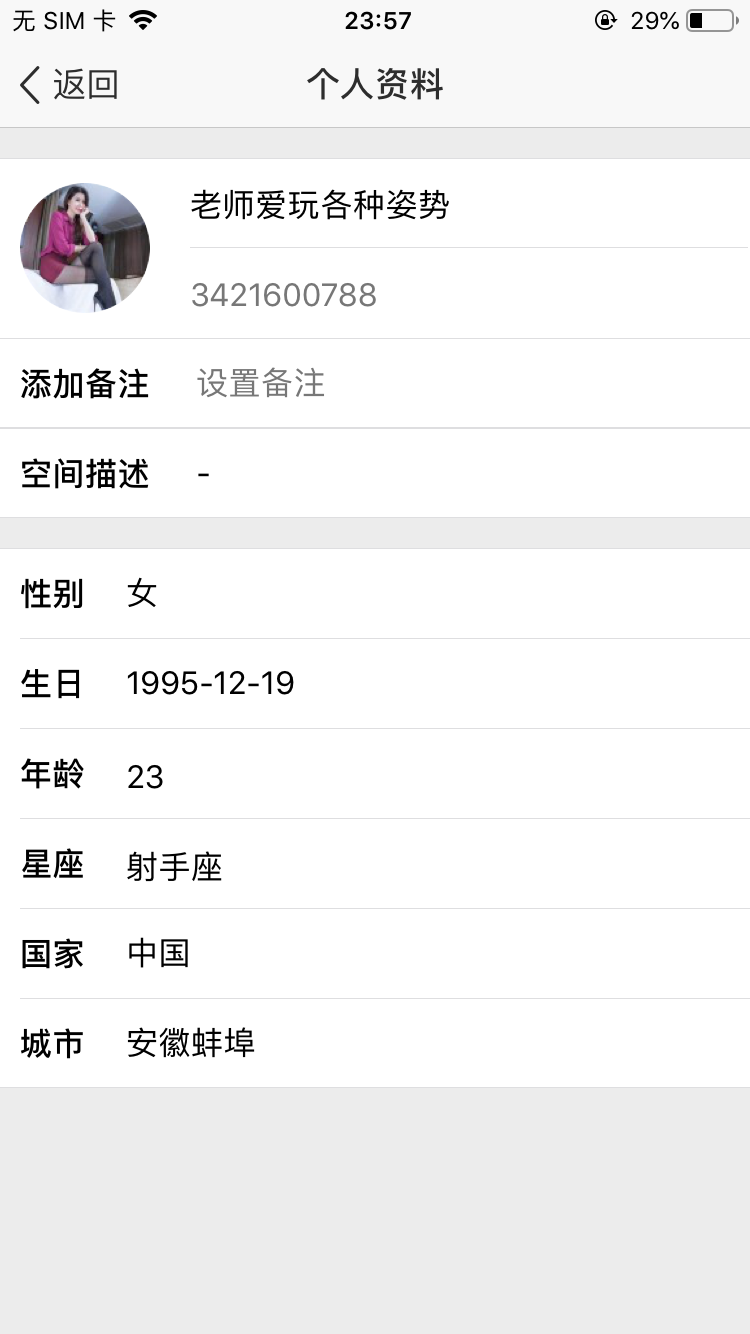 无 SIM 卡 23:57 29%
返回 个人资料
老师爱玩各种姿势
3421600788
添加备注 设置备注
空间描述 -
性别 女
生日 1995-12-19
年龄 23
星座 射手座
国家 中国
城市 安徽蚌埠